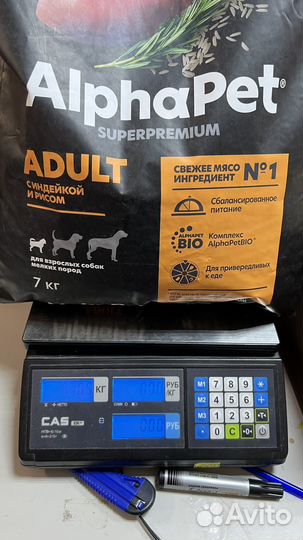 AlphaPet®
SUPERPREMIUM
ADULT
С ИНДЕЙКОЙ
И РИСОМ
СВЕЖЕЕ МЯСО
ИНГРЕДИЕНТ №1
Сбалансированное
питание
ALPHAPET
BIO
Комплекс
AlphaPetBIO*
Для привередливых
к еде
для взрослых собак
мелких пород
7 КГ
КГ
РУБ/
КГ
РУБ
CAS
M1 7 8 9
M2 4 5 6
M3 1 2 3
0 C
Avito